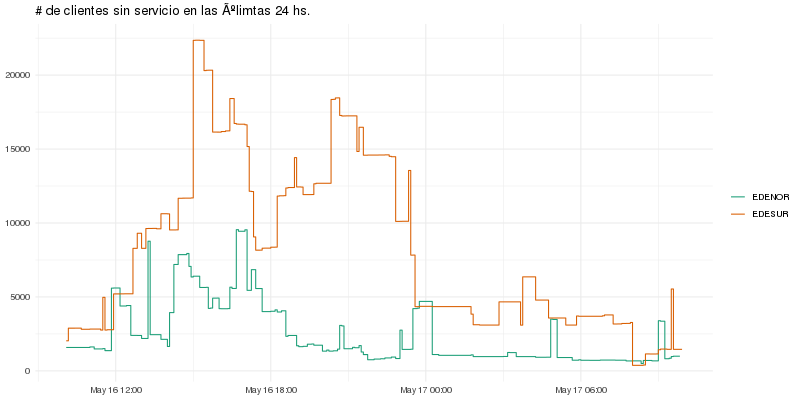 # de clientes sin servicio en las Ãºlimtas 24 hs.
20000
15000
10000
5000
0
May 16 12:00
May 16 18:00
May 17 00:00
May 17 06:00
EDENOR
EDESUR